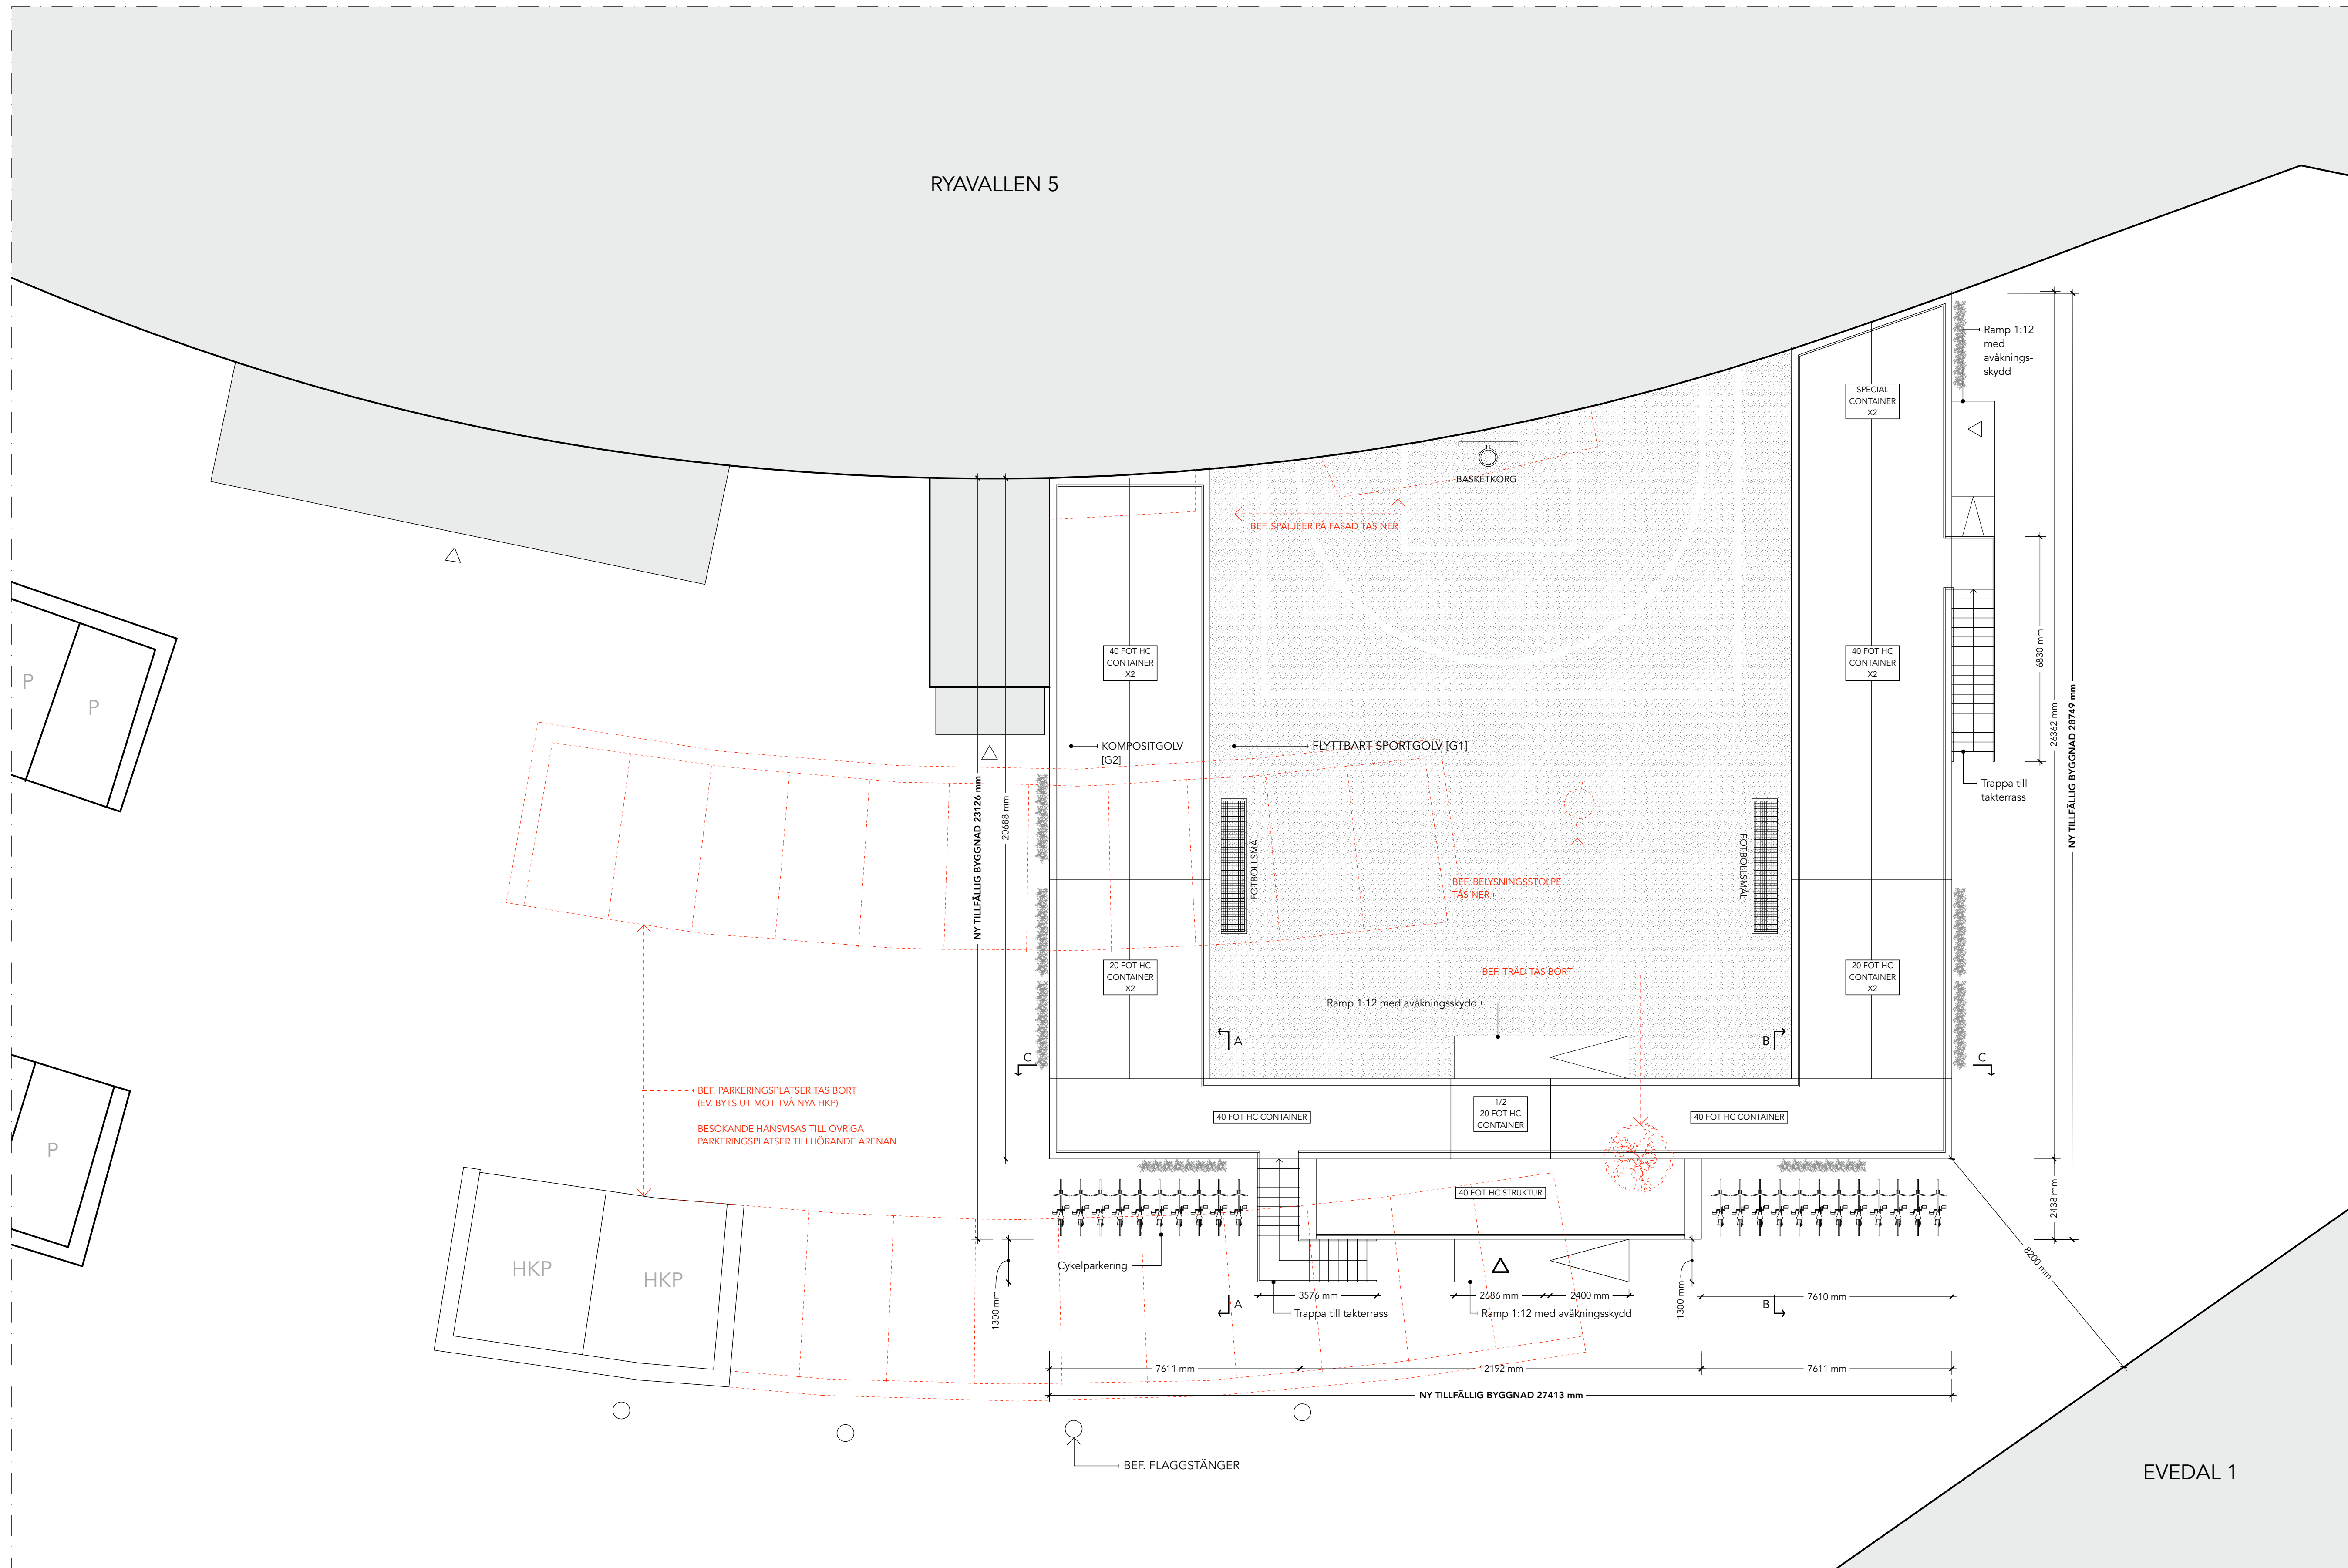 RYAVALLEN 5
Ramp 1:12
med
avåknings-
skydd
SPECIAL
CONTAINER
X2
BASKETKORG
BEF. SPALJÉER PÅ FASAD TAS NER
P
P
40 FOT HC
CONTAINER
X2
40 FOT HC
CONTAINER
X2
6830 mm
26362 mm
NY TILLFÄLLIG BYGGNAD 28749 mm
KOMPOSITGOLV
[G2]
FLYTTBART SPORTGOLV [G1]
Trappa till
takterrass
NY TILLFÄLLIG BYGGNAD 23126 mm
20688 mm
FOTBOLLSMÅL
FOTBOLLSMÅL
BEF. BELYSNINGSSTOLPE
TAS NER
20 FOT HC
CONTAINER
X2
20 FOT HC
CONTAINER
X2
BEF. TRÄD TAS BORT
Ramp 1:12 med avåkningsskydd
A
B
C
C
BEF. PARKERINGSPLATSER TAS BORT
(EV. BYTS UT MOT TVÅ NYA HKP)
BESÖKANDE HÄNSVISAS TILL ÖVRIGA
PARKERINGSPLATSER TILLHÖRANDE ARENAN
40 FOT HC CONTAINER
1/2
20 FOT HC
CONTAINER
40 FOT HC CONTAINER
P
40 FOT HC STRUKTUR
2438 mm
8200 mm
HKP
HKP
Cykelparkering
1300 mm
3576 mm
2686 mm
2400 mm
1300 mm
7610 mm
A
B
Trappa till takterrass
Ramp 1:12 med avåkningsskydd
7611 mm
12192 mm
7611 mm
NY TILLFÄLLIG BYGGNAD 27413 mm
BEF. FLAGGSTÄNGER
EVEDAL 1